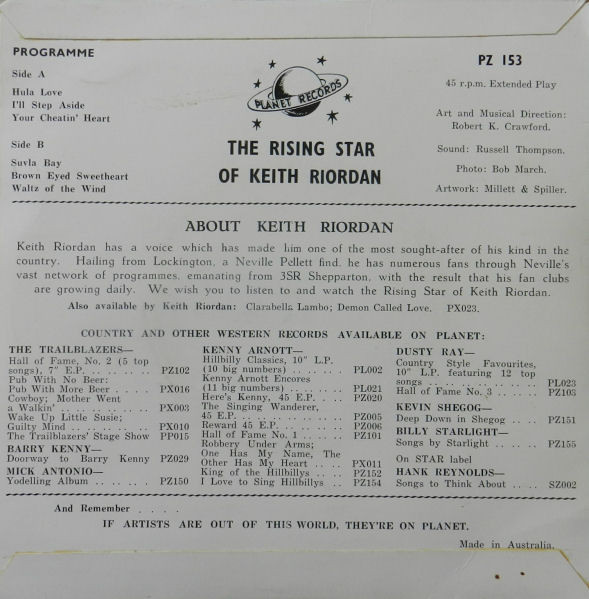 PROGRAMME
Side A
Hula Love
I'll Step Aside
Your Cheatin' Heart
Side B
Suvla Bay
Brown Eyed Sweetheart
Waltz of the Wind
PLANET RECORDS
THE RISING STAR
OF KEITH RIORDAN
PZ 153
45 r.p.m. Extended Play
Art and Musical Direction:
Robert K. Crawford.
Sound: Russell Thompson.
Photo: Bob March.
Artwork: Millett & Spiller.
ABOUT KEITH RIORDAN
Keith Riordan has a voice which has made him one of the most sought-after of his kind in the
country. Hailing from Lockington, a Neville Pellett find, he has numerous fans through Neville's
vast network of programmes, emanating from 3SR Shepparton, with the result that his fan clubs
are growing daily. We wish you to listen to and watch the Rising Star of Keith Riordan.
Also available by Keith Riordan: Clarabella Lambo; Demon Called Love. PX023.
COUNTRY AND OTHER WESTERN RECORDS AVAILABLE ON PLANET:
THE TRAILBLAZERS—
Hall of Fame, No. 2 (5 top
songs), 7" E.P. . . . . . . . PZ102
Pub With No Beer:
Pub With More Beer . . . . PX016
Cowboy; Mother Went
a Walkin' . . . . . . . . . . PX003
Wake Up Little Susie;
Guilty Mind . . . . . . . . PX010
The Trailblazers' Stage Show PP015
BARRY KENNY—
Doorway to Barry Kenny PZ029
MICK ANTONIO—
Yodelling Album . . . . . . PZ150
KENNY ARNOTT—
Hillbilly Classics, 10" L.P.
(10 big numbers) . . . . . . PL002
Kenny Arnott Encores
(11 big numbers) . . . . . . PL021
Here's Kenny, 45 E.P. . . . PZ020
The Singing Wanderer,
45 E.P. . . . . . . . . . . . PZ005
Reward 45 E.P. . . . . . . . PZ006
Hall of Fame No. 1 . . . . . PZ101
Robbery Under Arms;
One Has My Name, The
Other Has My Heart . . . . PX011
King of the Hillbillys . . . . PZ152
I Love to Sing Hillbillys . . PZ154
DUSTY RAY—
Country Style Favourites,
10" L.P. featuring 12 top
songs . . . . . . . . . . . . PL023
Hall of Fame No. 3 . . . . . PZ103
KEVIN SHEGOG—
Deep Down in Shegog . . . . PZ151
BILLY STARLIGHT—
Songs by Starlight . . . . . PZ155
On STAR label
HANK REYNOLDS—
Songs to Think About . . . . SZ002
And Remember . . . .
IF ARTISTS ARE OUT OF THIS WORLD, THEY'RE ON PLANET.
Made in Australia.